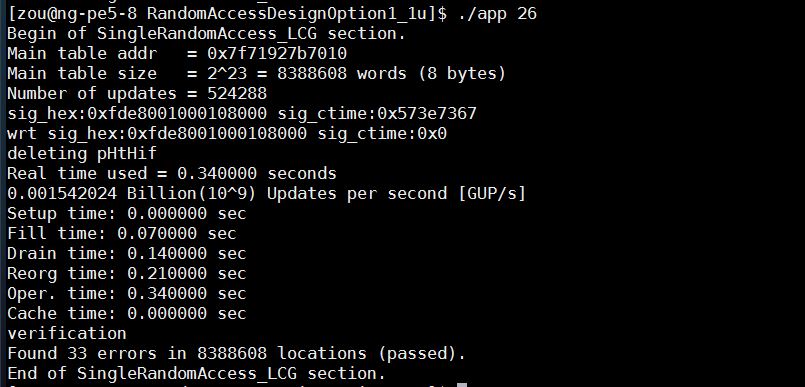 [zou@ng-pe5-8 RandomAccessDesignOption1_1u]$ ./app 26
Begin of SingleRandomAccess_LCG section.
Main table addr   = 0x7f71927b7010
Main table size   = 2^23 = 8388608 words (8 bytes)
Number of updates = 524288
sig_hex:0xfde8001000108000 sig_ctime:0x573e7367
wrt sig_hex:0xfde8001000108000 sig_ctime:0x0
deleting pHtHif
Real time used = 0.340000 seconds
0.001542024 Billion(10^9) Updates per second [GUP/s]
Setup time: 0.000000 sec
Fill time: 0.070000 sec
Drain time: 0.140000 sec
Reorg time: 0.210000 sec
Oper. time: 0.340000 sec
Cache time: 0.000000 sec
verification
Found 33 errors in 8388608 locations (passed).
End of SingleRandomAccess_LCG section.